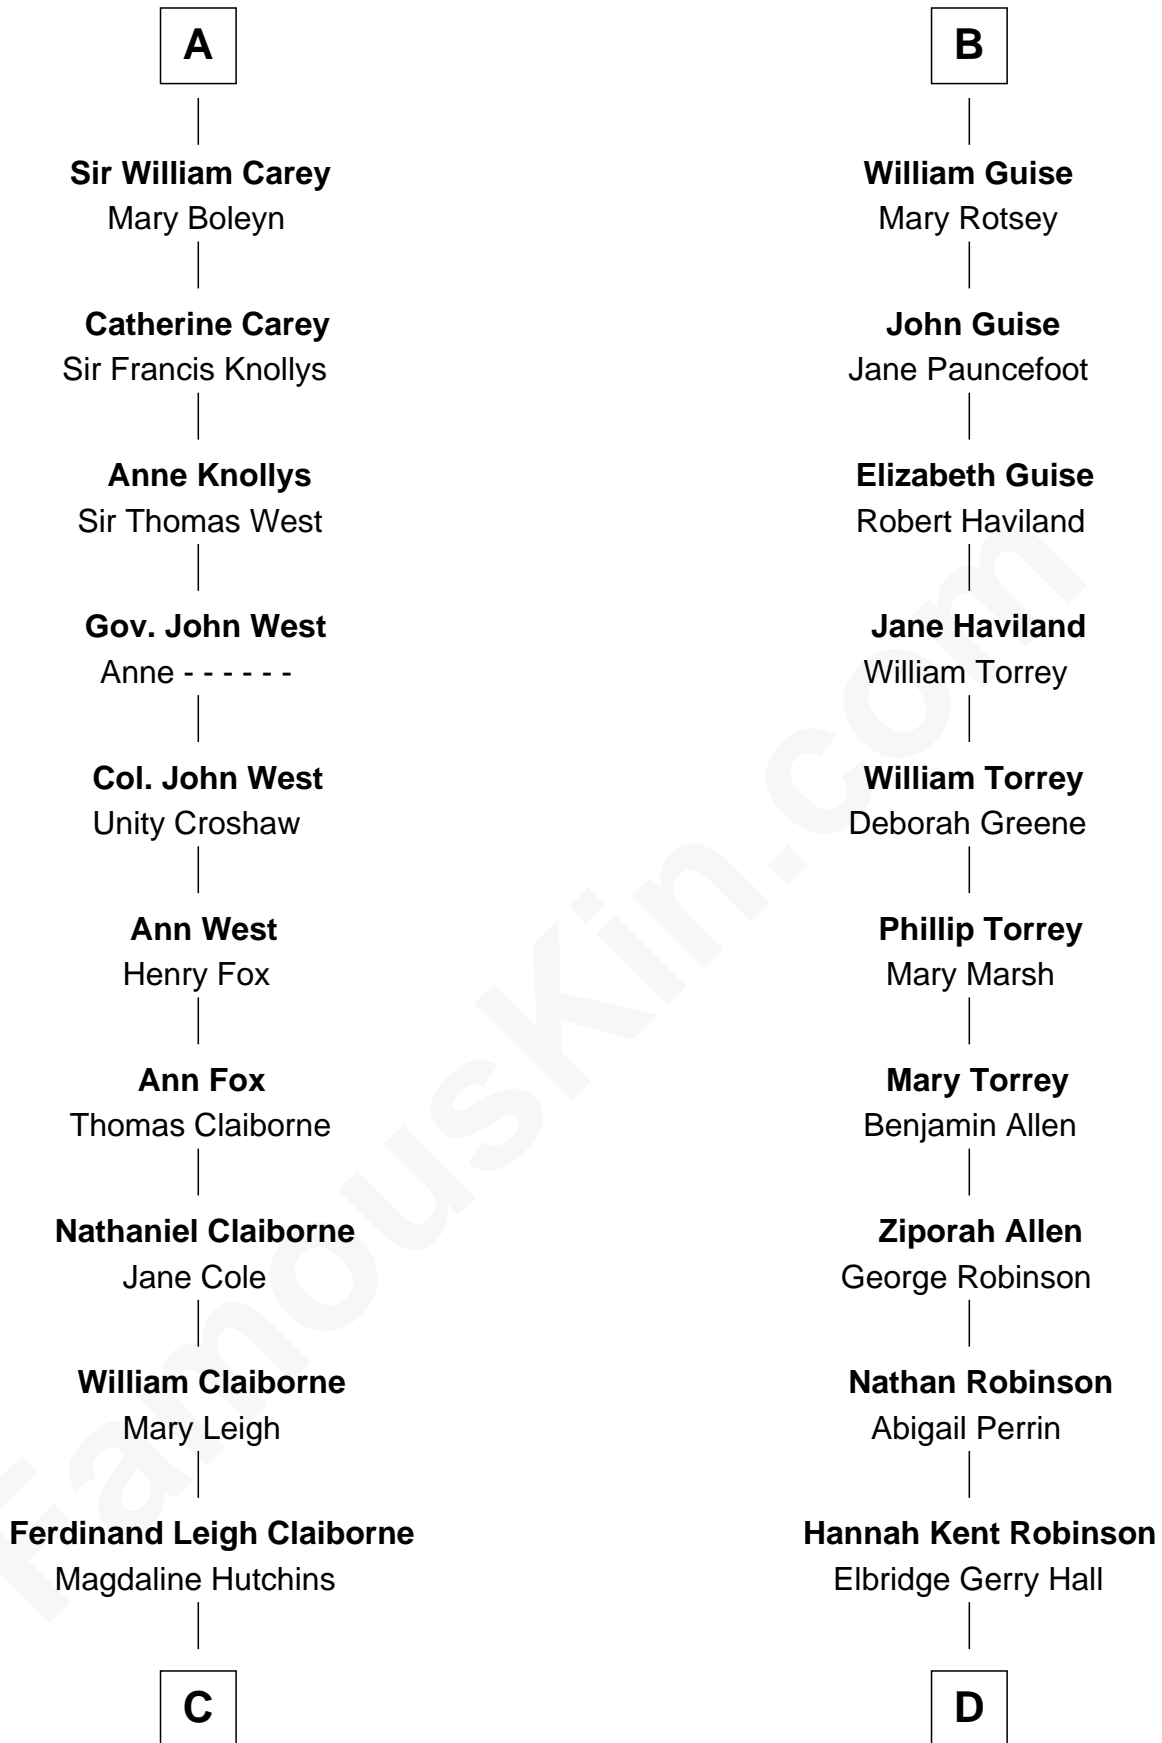 A
Sir William Carey
Mary Boleyn
Catherine Carey
Sir Francis Knollys
Anne Knollys
Sir Thomas West
Gov. John West
Anne - - - - - -
Col. John West
Unity Croshaw
Ann West
Henry Fox
Ann Fox
Thomas Claiborne
Nathaniel Claiborne
Jane Cole
William Claiborne
Mary Leigh
Ferdinand Leigh Claiborne
Magdaline Hutchins
C
B
William Guise
Mary Rotsey
John Guise
Jane Pauncefoot
Elizabeth Guise
Robert Haviland
Jane Haviland
William Torrey
William Torrey
Deborah Greene
Phillip Torrey
Mary Marsh
Mary Torrey
Benjamin Allen
Ziporah Allen
George Robinson
Nathan Robinson
Abigail Perrin
Hannah Kent Robinson
Elbridge Gerry Hall
D
FamousKin.com